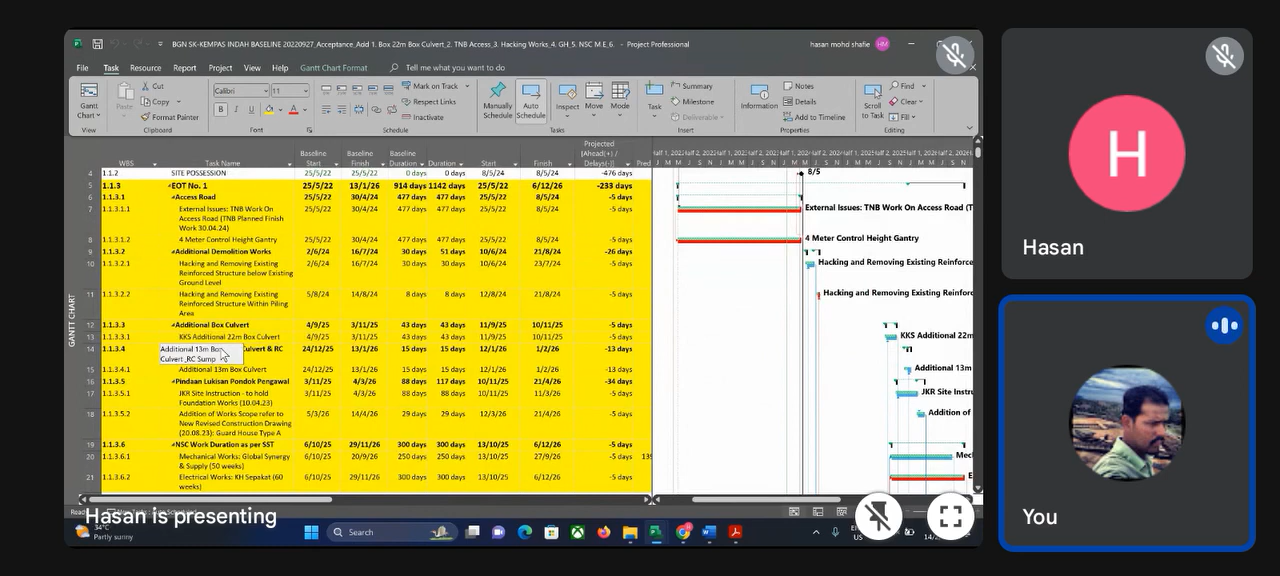 BGN SK-KEMPAS INDAH BASELINE 20220927_Acceptance_Add 1. Box 22m Box Culvert_2. TNB Access_3. Hacking Works_4. GH_5. NSC M.E_6. - Project Professional
hasan mohd shafie HM
File Task Resource Report Project View Help Gantt Chart Format Tell me what you want to do
Gantt Chart
View
Paste
Cut
Copy
Format Painter
Clipboard
Calibri 11
B I U
Font
Mark on Track
Respect Links
Inactivate
Schedule
Manually Schedule
Auto Schedule
Inspect
Move
Mode
Tasks
Task
Summary
Milestone
Deliverable
Insert
Information
Notes
Details
Add to Timeline
Properties
Scroll to Task
Find
Clear
Fill
Editing
WBS Task Name Baseline Start Baseline Finish Baseline Duration Duration Start Finish Projected [Ahead(+) / Delays(-)] Pred
4 1.1.2 SITE POSSESSION 25/5/22 25/5/22 0 days 0 days 8/5/24 8/5/24 -476 days
5 1.1.3 EOT No. 1 25/5/22 13/1/26 914 days 1142 days 25/5/22 6/12/26 -233 days
6 1.1.3.1 Access Road 25/5/22 30/4/24 477 days 477 days 25/5/22 8/5/24 -5 days
7 1.1.3.1.1 External Issues: TNB Work On Access Road (TNB Planned Finish Work 30.04.24) 25/5/22 30/4/24 477 days 477 days 25/5/22 8/5/24 -5 days
8 1.1.3.1.2 4 Meter Control Height Gantry 25/5/22 30/4/24 477 days 477 days 25/5/22 8/5/24 -5 days
9 1.1.3.2 Additional Demolition Works 2/6/24 16/7/24 30 days 51 days 10/6/24 21/8/24 -26 days
10 1.1.3.2.1 Hacking and Removing Existing Reinforced Structure below Existing Ground Level 2/6/24 16/7/24 30 days 30 days 10/6/24 23/7/24 -5 days
11 1.1.3.2.2 Hacking and Removing Existing Reinforced Structure Within Piling Area 5/8/24 14/8/24 8 days 8 days 12/8/24 21/8/24 -5 days
12 1.1.3.3 Additional Box Culvert 4/9/25 3/11/25 43 days 43 days 11/9/25 10/11/25 -5 days
13 1.1.3.3.1 KKS Additional 22m Box Culvert 4/9/25 3/11/25 43 days 43 days 11/9/25 10/11/25 -5 days
14 1.1.3.4 Culvert & RC 24/12/25 13/1/26 15 days 15 days 12/1/26 1/2/26 -13 days
Additional 13m Box Culvert ,RC Sump
15 1.1.3.4.1 Additional 13m Box Culvert 24/12/25 13/1/26 15 days 15 days 12/1/26 1/2/26 -13 days
16 1.1.3.5 Pindaan Lukisan Pondok Pengawal 3/11/25 4/3/26 88 days 117 days 10/11/25 21/4/26 -34 days
17 1.1.3.5.1 JKR Site Instruction - to hold Foundation Works (10.04.23) 3/11/25 4/3/26 88 days 88 days 10/11/25 11/3/26 -5 days
18 1.1.3.5.2 Addition of Works Scope refer to New Revised Construction Drawing (20.08.23): Guard House Type A 5/3/26 14/4/26 29 days 29 days 12/3/26 21/4/26 -5 days
19 1.1.3.6 NSC Work Duration as per SST 6/10/25 29/11/26 300 days 300 days 13/10/25 6/12/26 -5 days
20 1.1.3.6.1 Mechanical Works: Global Synergy & Supply (50 weeks) 6/10/25 20/9/26 250 days 250 days 13/10/25 27/9/26 -5 days
21 1.1.3.6.2 Electrical Works: KH Sepakat (60 weeks) 6/10/25 29/11/26 300 days 300 days 13/10/25 6/12/26 -5 days
GANTT CHART
8/5
External Issues: TNB Work On Access Road (T
4 Meter Control Height Gantry
Hacking and Removing Existing Reinforce
Hacking and Removing Existing Reinforc
KKS Additional 22m
Additional 13m
JKR Site Instruc
Addition of
Mec
E
Hasan is presenting
34°C
Partly sunny
Search
H
Hasan
You